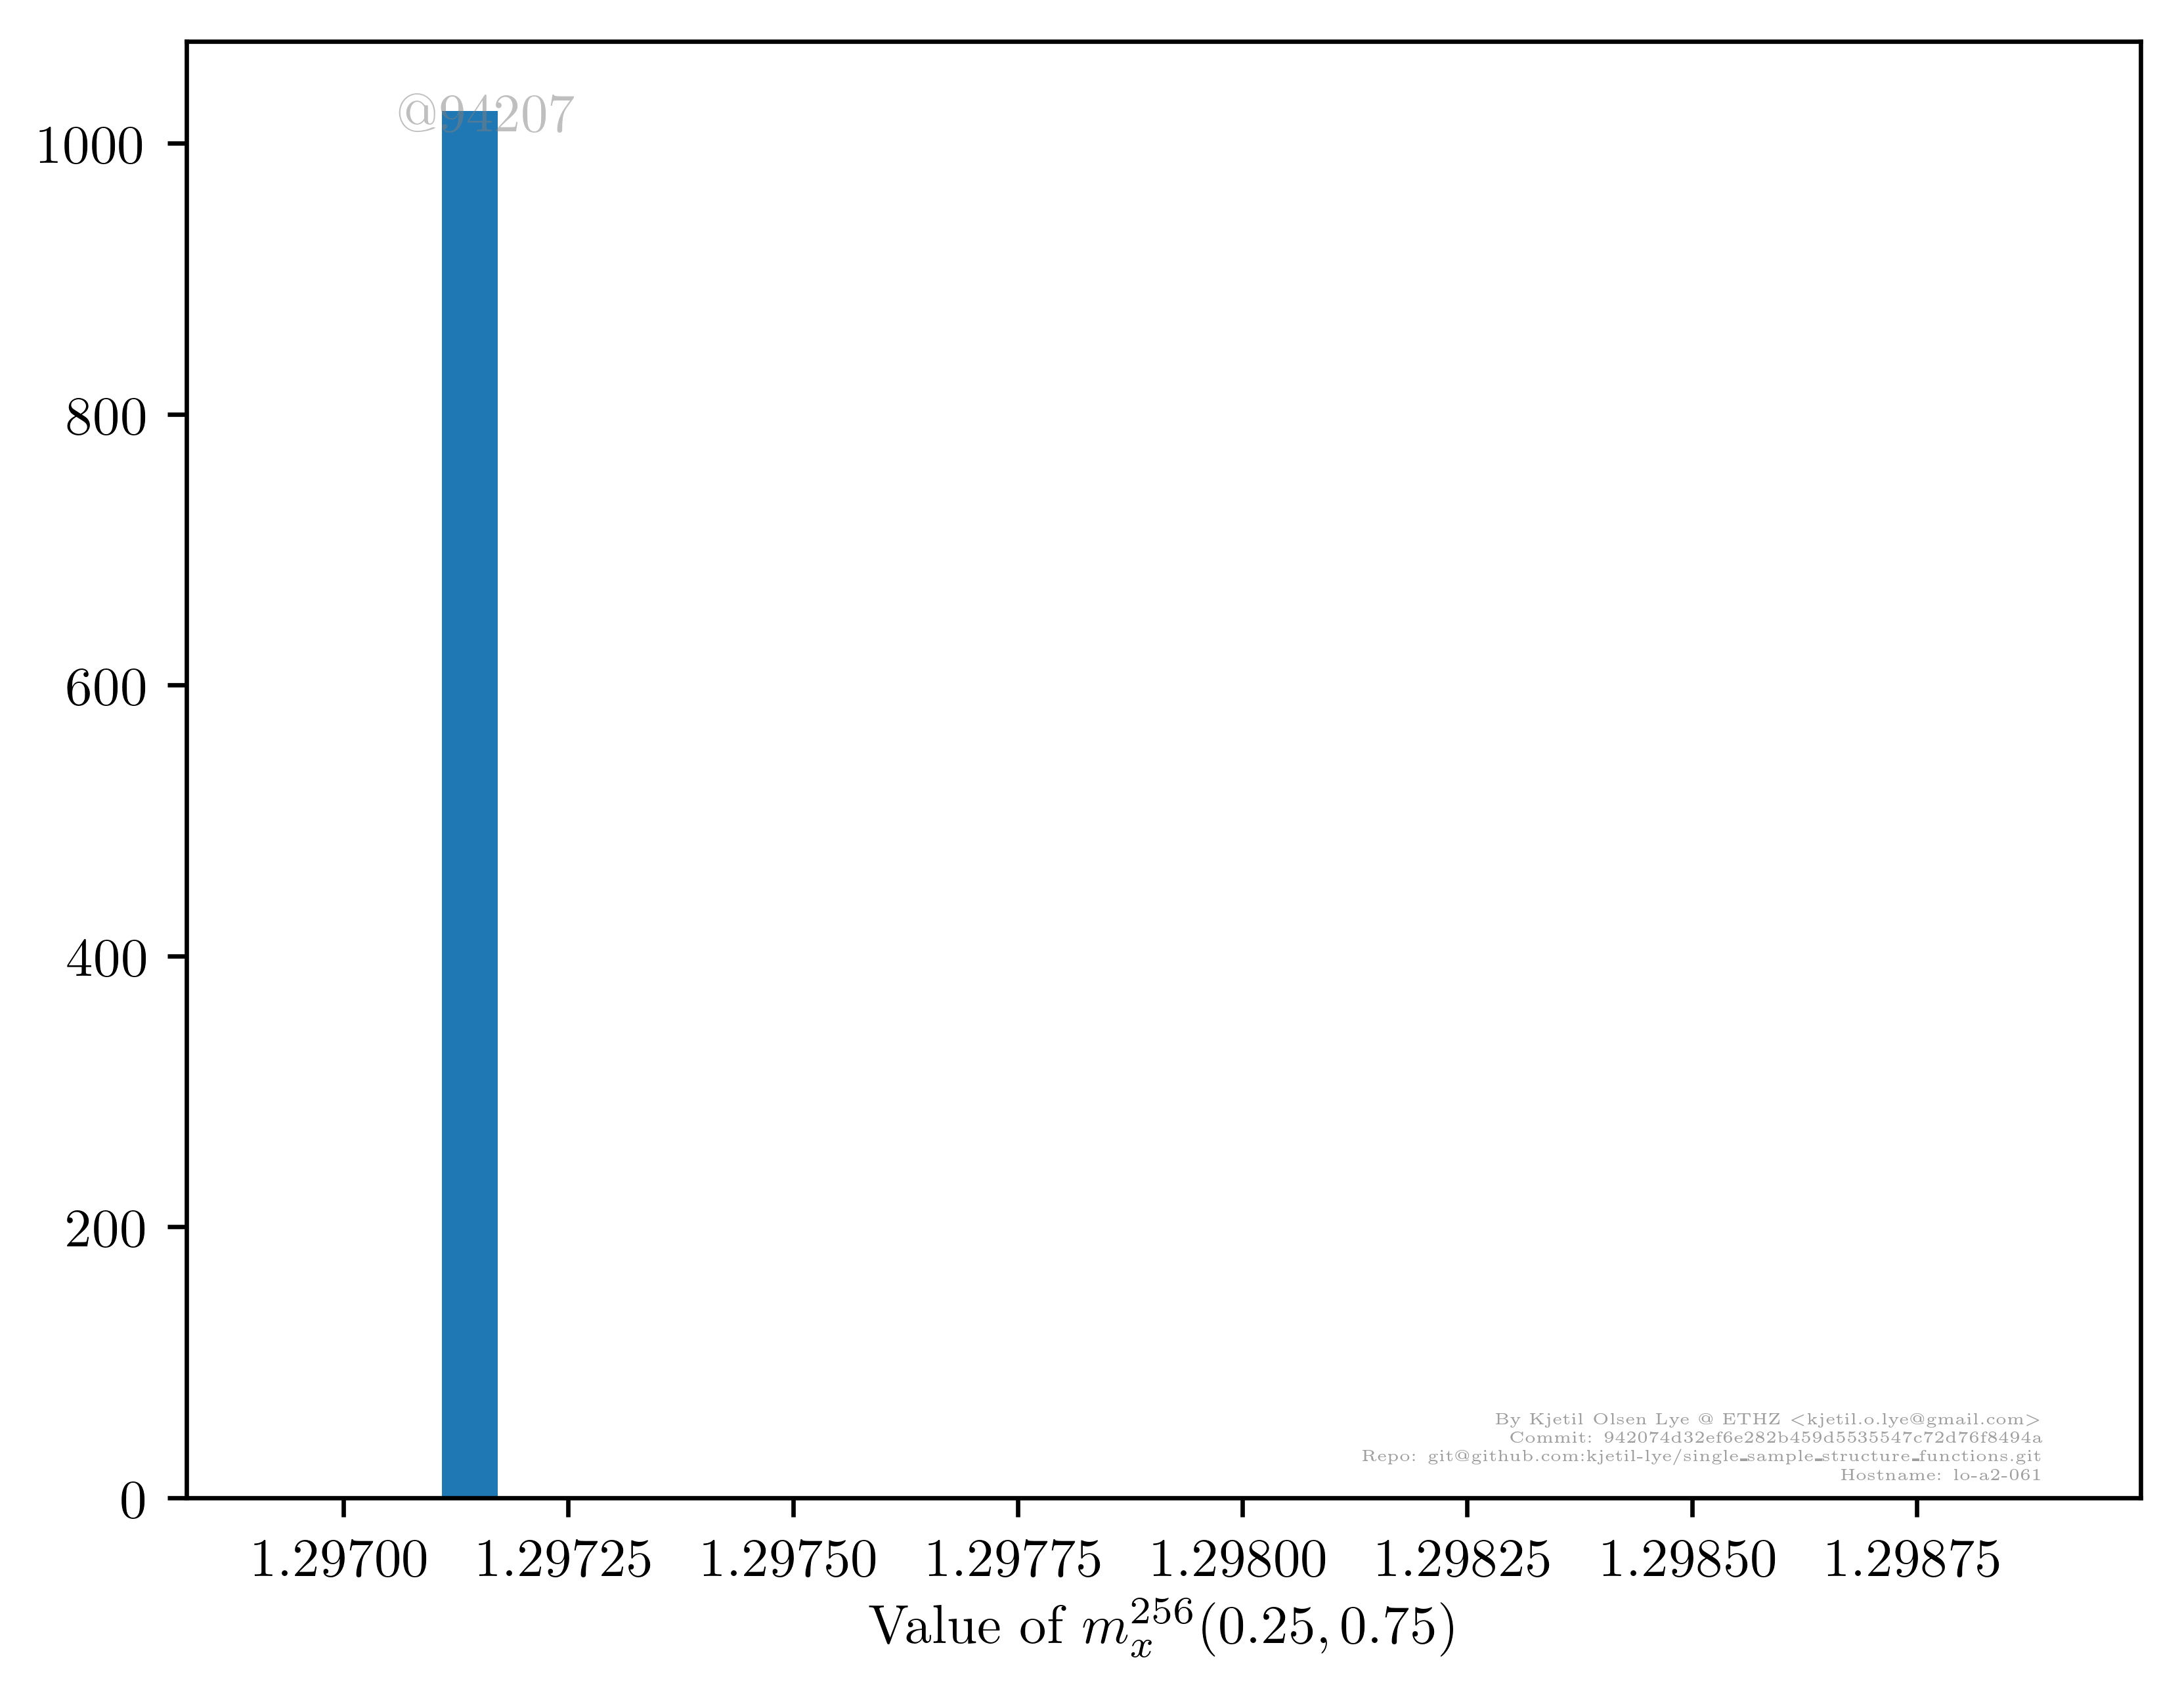 @94207
1000
800
600
400
200
0
By Kjetil Olsen Lye @ ETHZ <kjetil.o.lye@gmail.com>
Commit: 942074d32ef6e282b459d5535547c72d76f8494a
Repo: git@github.com:kjetil-lye/single_sample_structure_functions.git
Hostname: lo-a2-061
1.29700 1.29725 1.29750 1.29775 1.29800 1.29825 1.29850 1.29875
Value of $m_x^{256}(0.25, 0.75)$